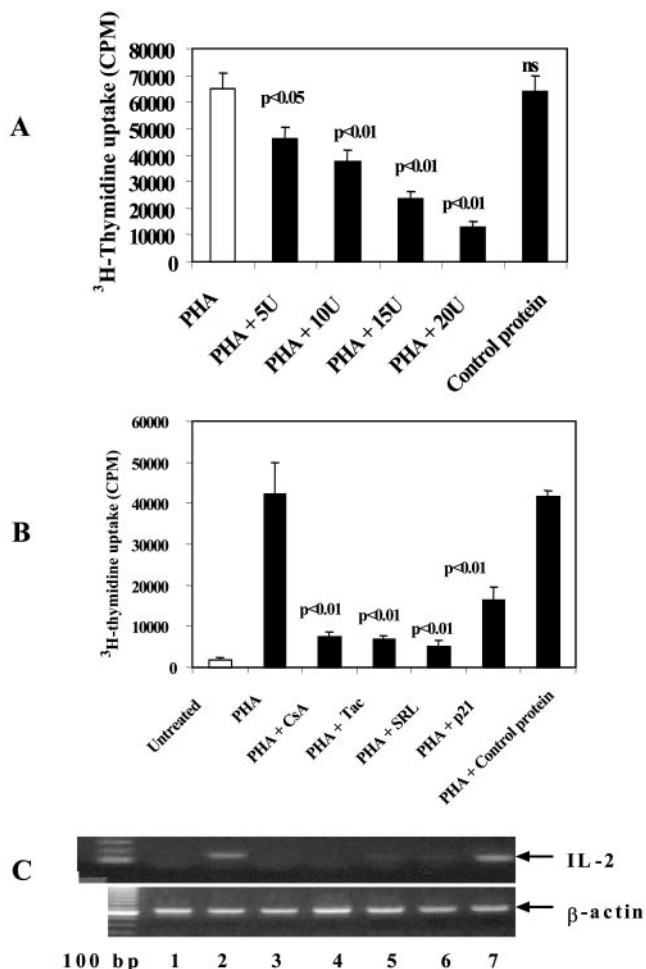 A
³H-Thymidine uptake (CPM)
80000
70000
60000
50000
40000
30000
20000
10000
0
p<0.05
p<0.01
p<0.01
p<0.01
ns
PHA
PHA + 5U
PHA + 10U
PHA + 15U
PHA + 20U
Control protein
B
³H-thymidine uptake (CPM)
60000
50000
40000
30000
20000
10000
0
p<0.01
p<0.01
p<0.01
p<0.01
Untreated
PHA
PHA + CsA
PHA + Tac
PHA + SRL
PHA + p21
PHA + Control protein
C
IL-2
β-actin
100 bp 1 2 3 4 5 6 7